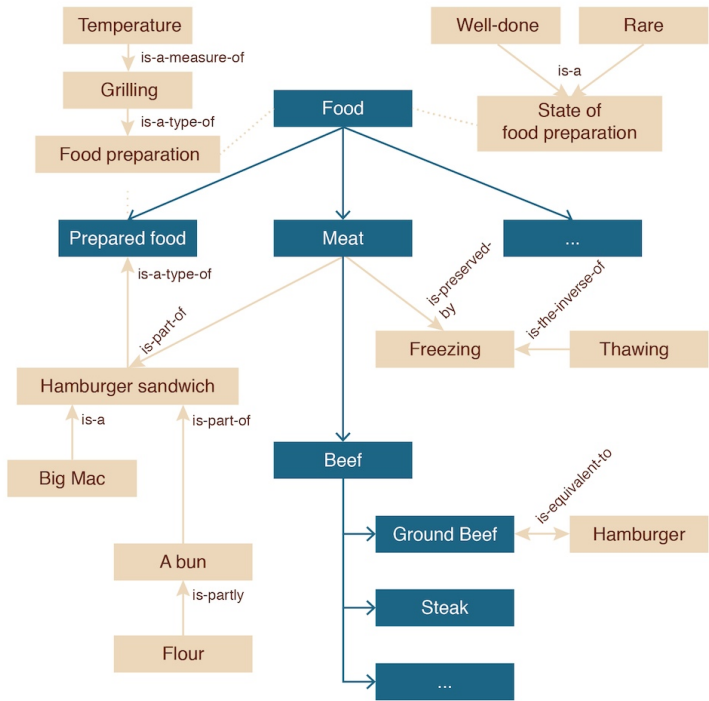 Temperature
Well-done
Rare
is-a-measure-of
is-a
Grilling
Food
State of
food preparation
is-a-type-of
Food preparation
Prepared food
Meat
...
is-a-type-of
is-preserved-
by
is-the-inverse-of
is-part-of
Freezing
Thawing
Hamburger sandwich
is-a
is-part-of
Beef
Big Mac
is-equivalent-to
Ground Beef
Hamburger
A bun
is-partly
Steak
Flour
...